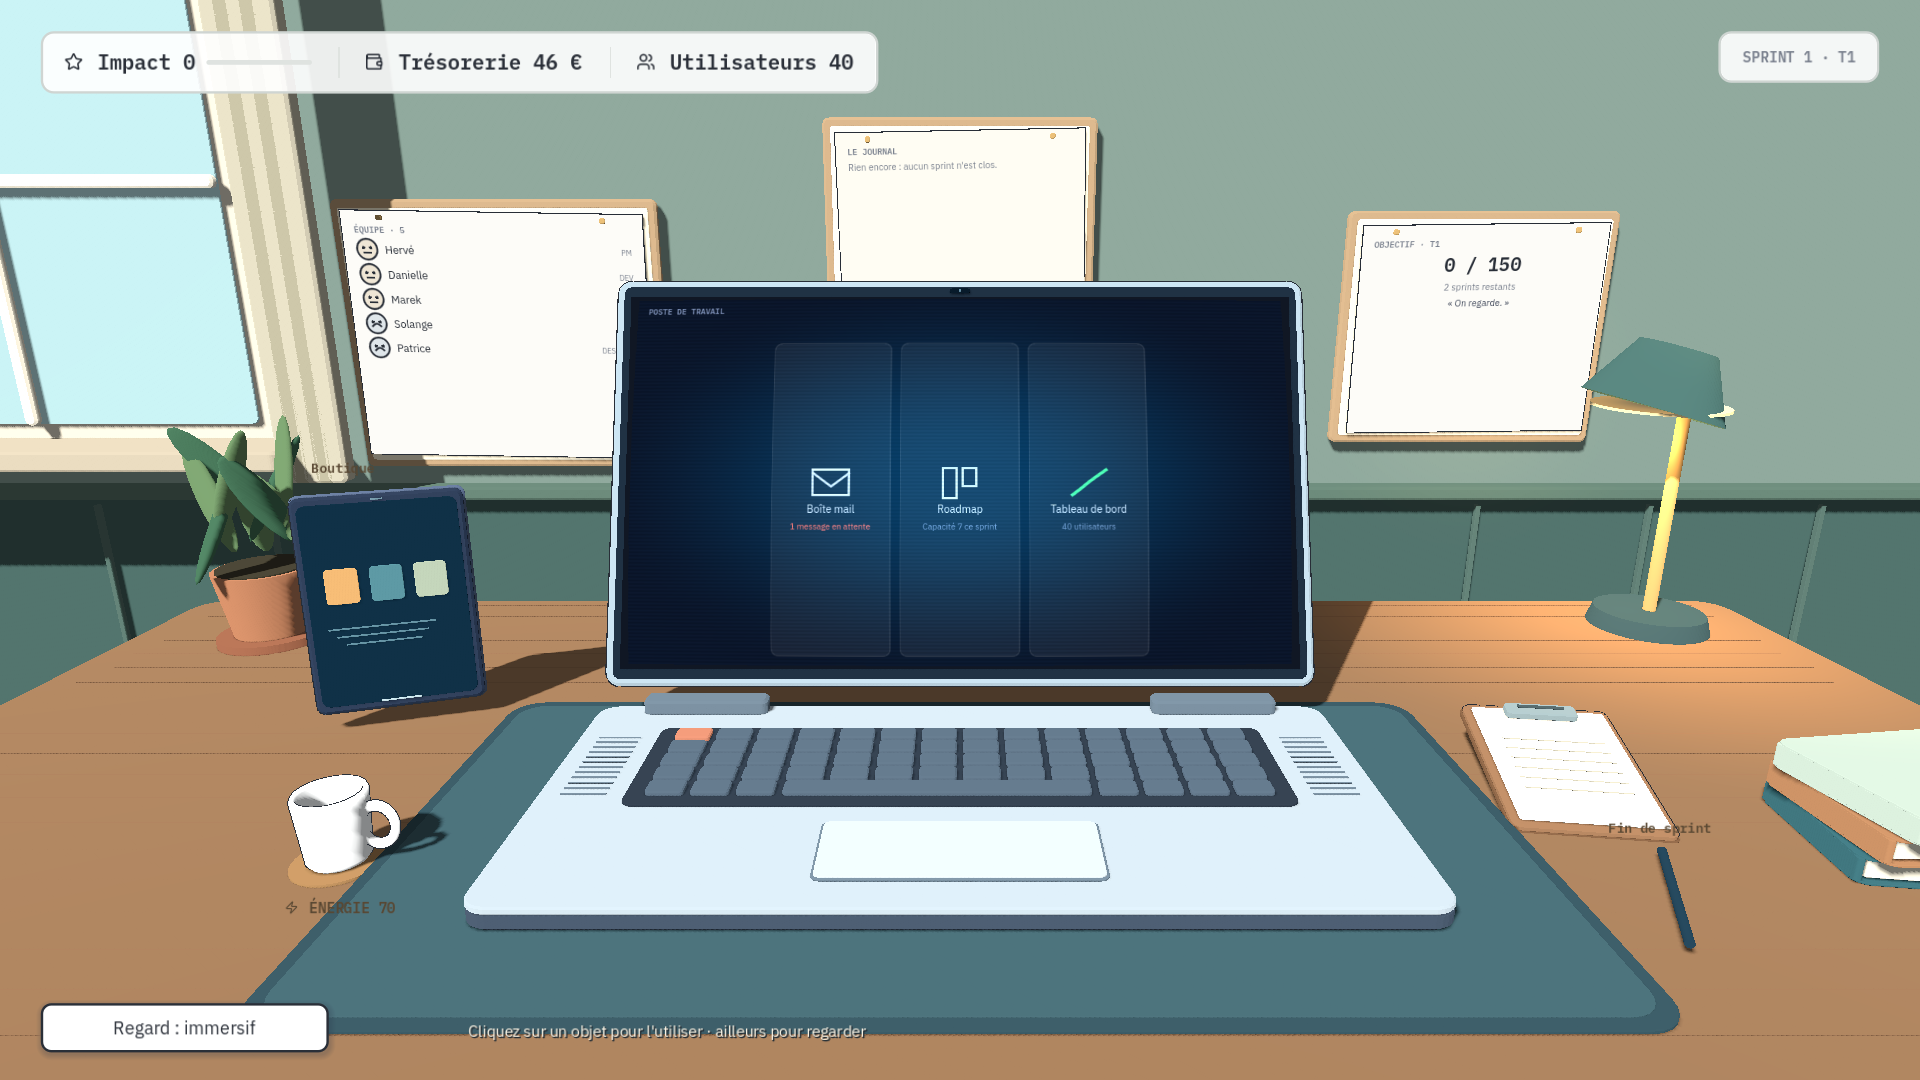 Impact 0
Trésorerie 46 €
Utilisateurs 40
SPRINT 1 · T1
LE JOURNAL
Rien encore : aucun sprint n'est clos.
ÉQUIPE · 5
Hervé PM
Danielle DEV
Marek
Solange
Patrice DES
OBJECTIF · T1
0 / 150
2 sprints restants
« On regarde. »
POSTE DE TRAVAIL
Boîte mail
1 message en attente
Roadmap
Capacité 7 ce sprint
Tableau de bord
40 utilisateurs
Boutique
Fin de sprint
ÉNERGIE 70
Regard : immersif
Cliquez sur un objet pour l'utiliser · ailleurs pour regarder